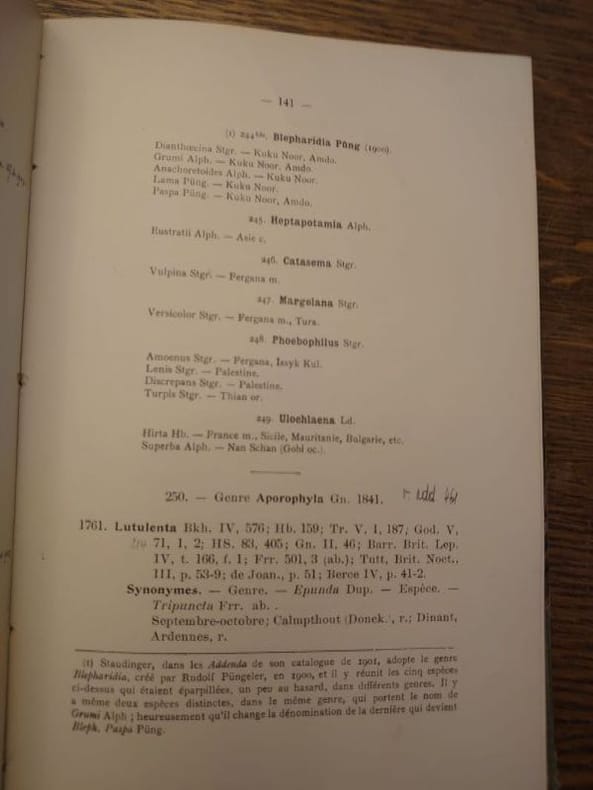 — 141 —
(1) 244bis. Blepharidia Püng (1900).
Dianthœcina Stgr. — Kuku Noor, Amdo.
Grumi Alph. — Kuku Noor. Amdo.
Anachoretoides Alph. — Kuku Noor.
Lama Püng. — Kuku Noor.
Paspa Püng. — Kuku Noor, Amdo.
245. Heptapotamia Alph.
Eustratii Alph. — Asie c.
246. Catasema Stgr.
Vulpina Stgr. — Fergana m.
247. Margelana Stgr.
Versicolor Stgr. — Fergana m., Tura.
248. Phoebophilus Stgr.
Amoenus Stgr. — Fergana, Issyk Kul.
Lenis Stgr. — Palestine.
Discrepans Stgr. — Palestine.
Turpis Stgr. — Thian or.
249. Ulochlaena Ld.
Hirta Hb. — France m., Sicile, Mauritanie, Bulgarie, etc.
Superba Alph. — Nan Schan (Gobi oc.).
250. — Genre Aporophyla Gn. 1841.
1761. Lutulenta Bkh. IV, 576; Hb. 159; Tr. V, 1, 187; God. V,
71, 1, 2; HS. 83, 405; Gn. II, 46; Barr. Brit. Lep.
IV, t. 166, f. 1; Frr. 501, 3 (ab.); Tutt, Brit. Noct.,
III, p. 53-9; de Joan., p. 51; Berce IV, p. 41-2.
Synonymes. — Genre. — Epunda Dup. — Espèce. —
Tripuncta Frr. ab. .
Septembre-octobre; Calmpthout (Donck.), r.; Dinant,
Ardennes, r.
(1) Staudinger, dans les Addenda de son catalogue de 1901, adopte le genre
Blepharidia, créé par Rudolf Püngeler, en 1900, et il y réunit les cinq espèces
ci-dessus qui étaient éparpillées, un peu au hasard, dans différents genres. Il y
a même deux espèces distinctes, dans le même genre, qui portent le nom de
Grumi Alph ; heureusement qu'il change la dénomination de la dernière qui devient
Bleph. Paspa Püng.